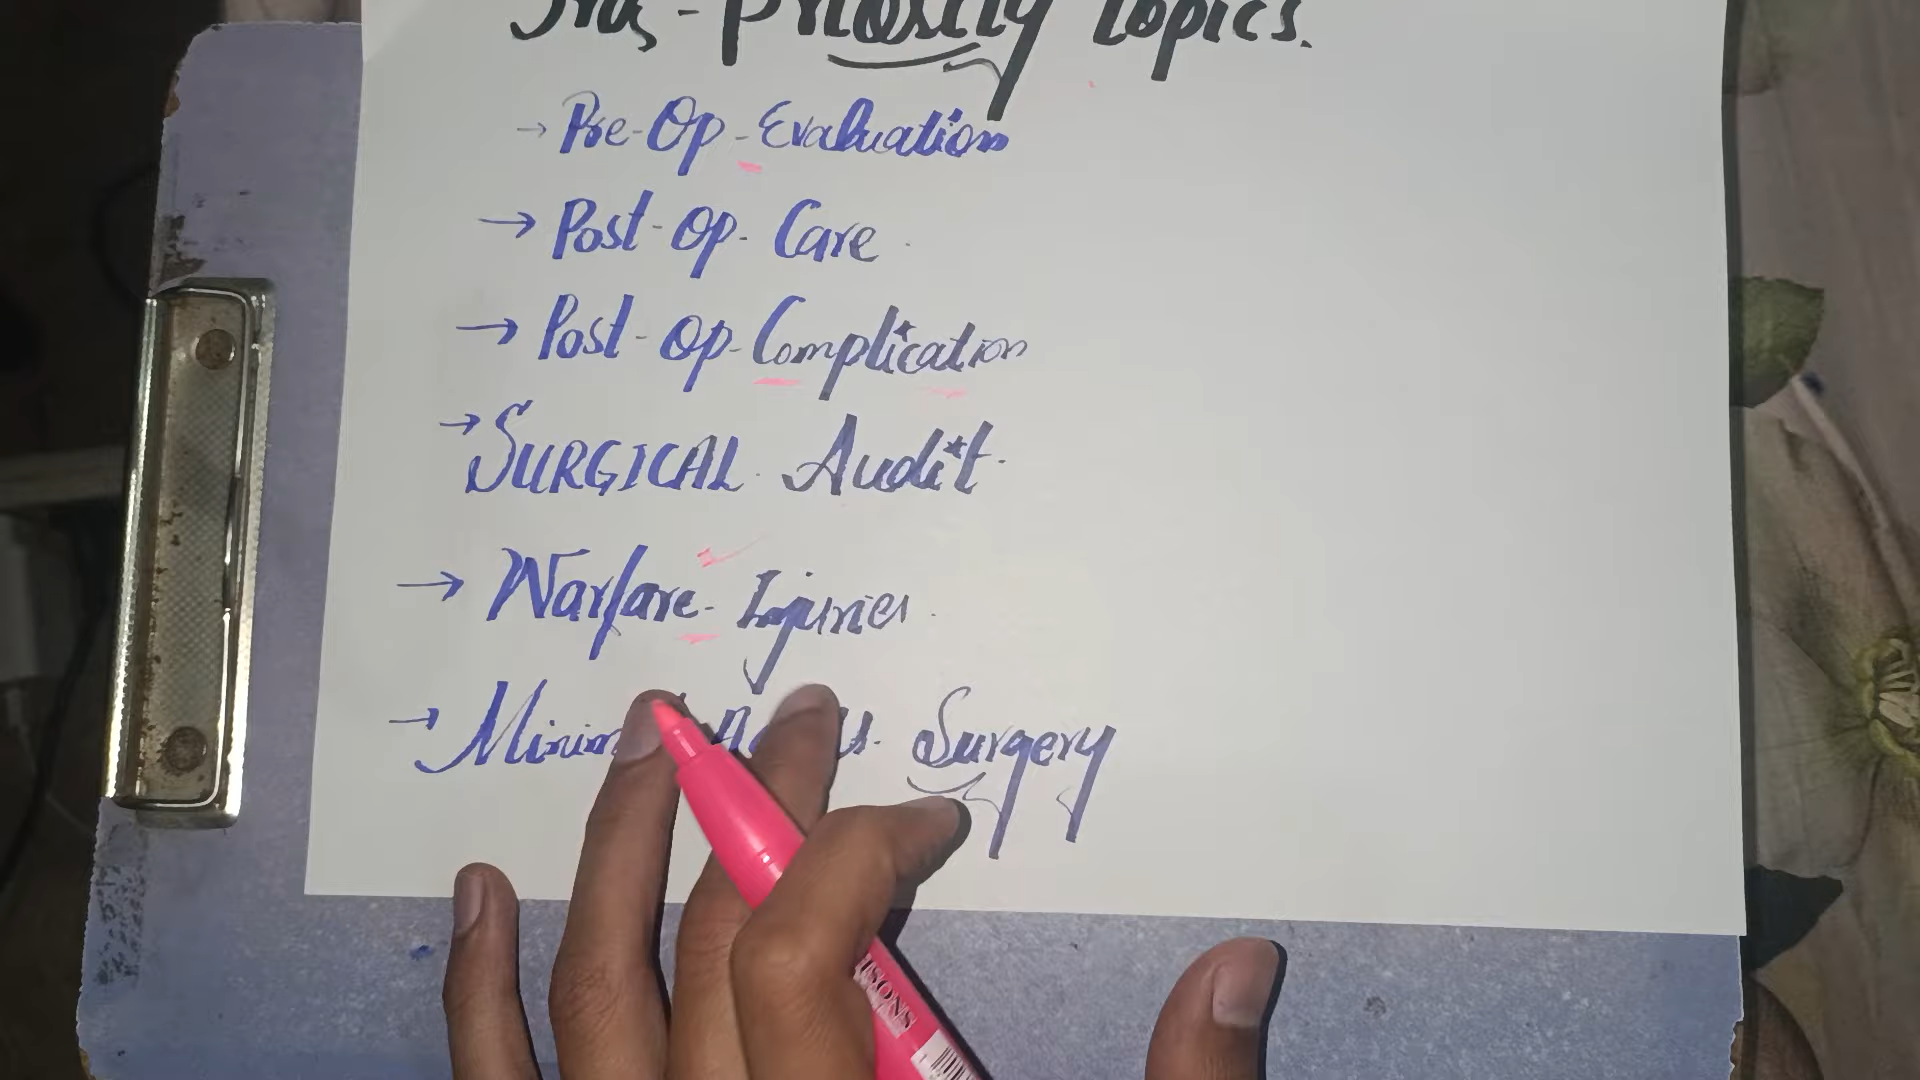 - Priority topics.
→ Pre-Op-Evaluation
→ Post-Op-Care
→ Post-Op-Complication
→ SURGICAL Audit.
→ Warfare-Injuries.
→ Surgery